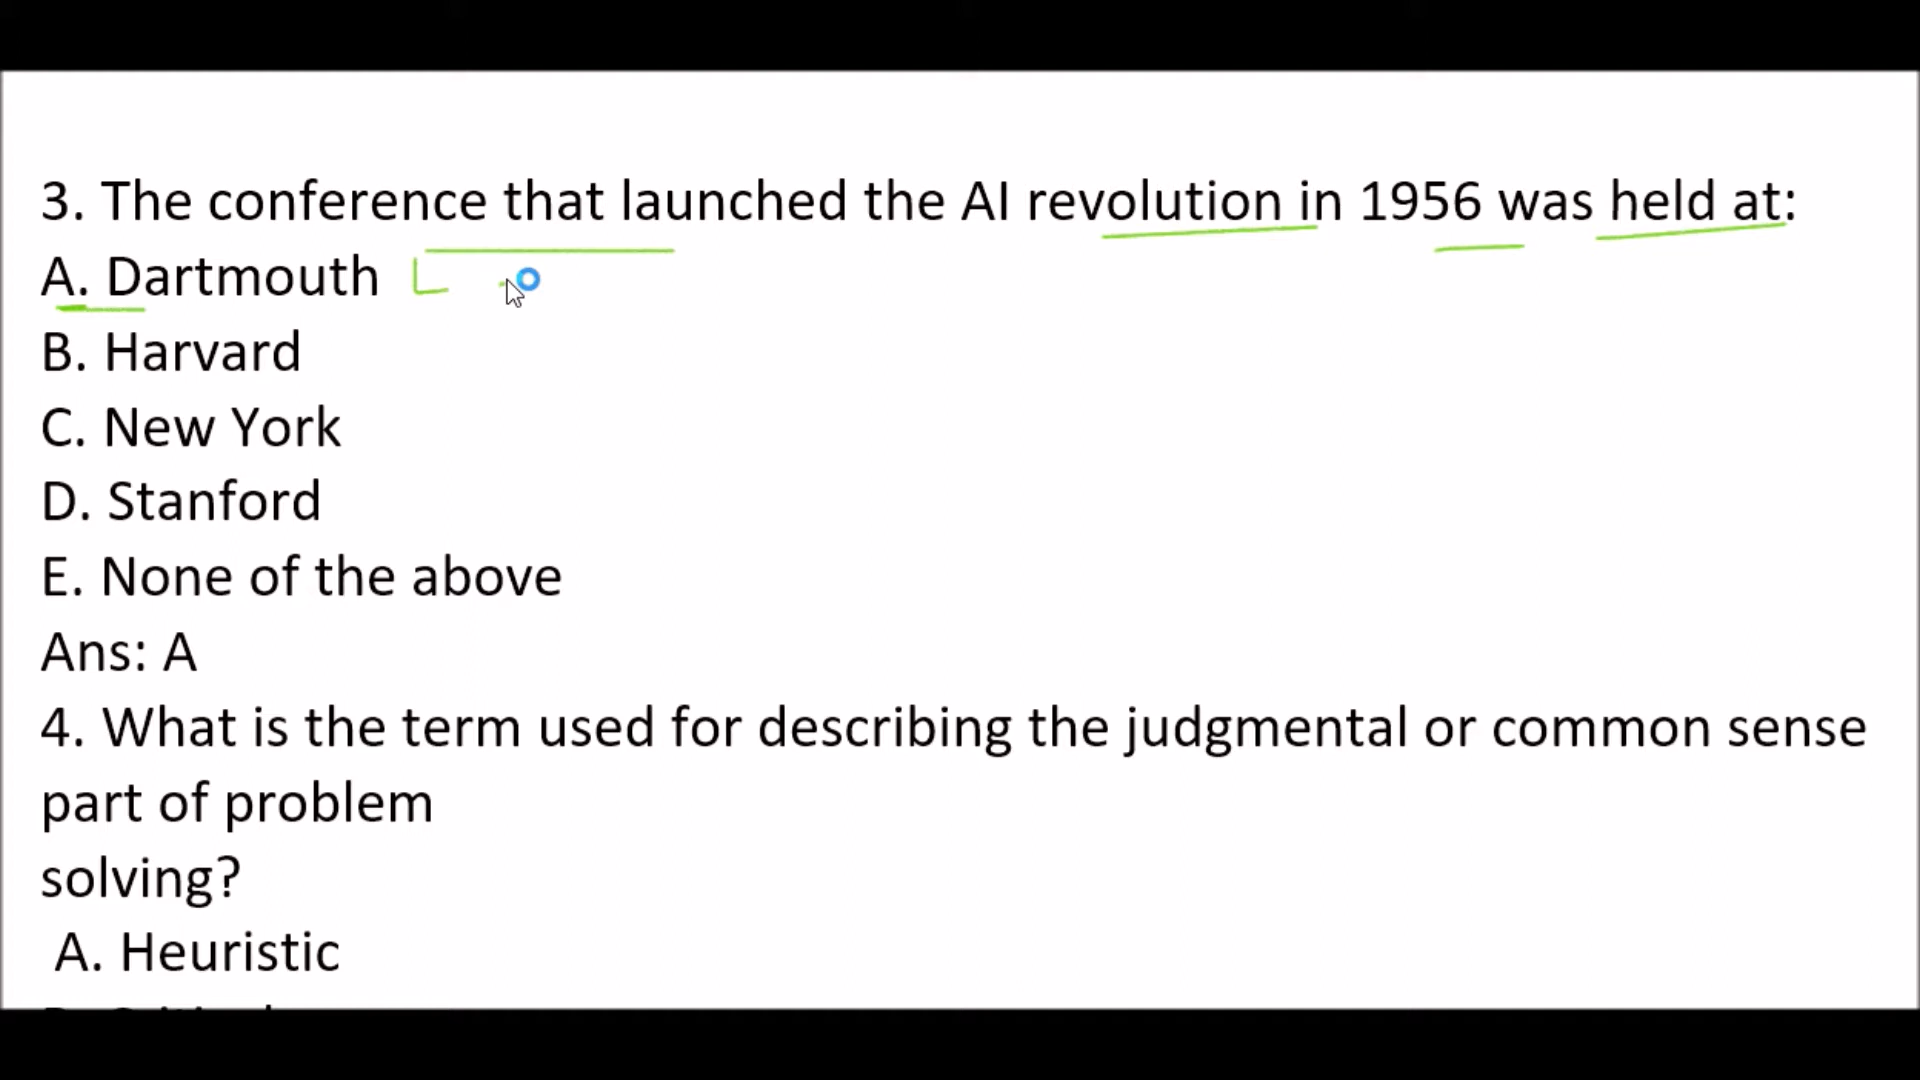 3. The conference that launched the AI revolution in 1956 was held at:
A. Dartmouth
B. Harvard
C. New York
D. Stanford
E. None of the above
Ans: A
4. What is the term used for describing the judgmental or common sense
part of problem
solving?
A. Heuristic